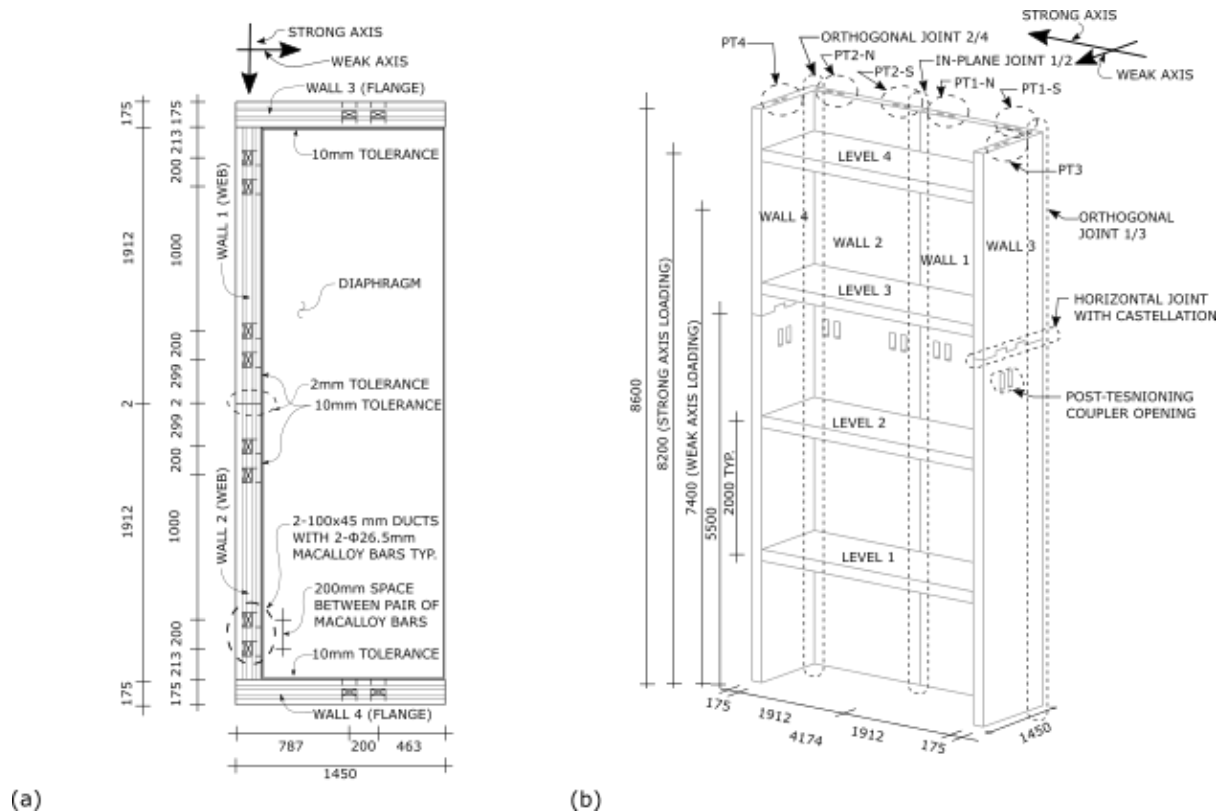 STRONG AXIS
WEAK AXIS
WALL 3 (FLANGE)
175
175
213
200
1912
1000
200
299
2
2
299
200
1912
1000
200
213
175
175
10mm TOLERANCE
WALL 1 (WEB)
DIAPHRAGM
2mm TOLERANCE
10mm TOLERANCE
WALL 2 (WEB)
2-100x45 mm DUCTS
WITH 2-Φ26.5mm
MACALLOY BARS TYP.
200mm SPACE
BETWEEN PAIR OF
MACALLOY BARS
10mm TOLERANCE
WALL 4 (FLANGE)
787
200
463
1450
(a)
STRONG AXIS
WEAK AXIS
PT4
ORTHOGONAL JOINT 2/4
PT2-N
IN-PLANE JOINT 1/2
PT2-S
PT1-N
PT1-S
PT3
LEVEL 4
WALL 4
WALL 2
WALL 1
WALL 3
ORTHOGONAL
JOINT 1/3
LEVEL 3
HORIZONTAL JOINT
WITH CASTELLATION
POST-TESNIONING
COUPLER OPENING
LEVEL 2
LEVEL 1
8600
8200 (STRONG AXIS LOADING)
7400 (WEAK AXIS LOADING)
5500
2000 TYP.
175
1912
4174
1912
175
1450
(b)